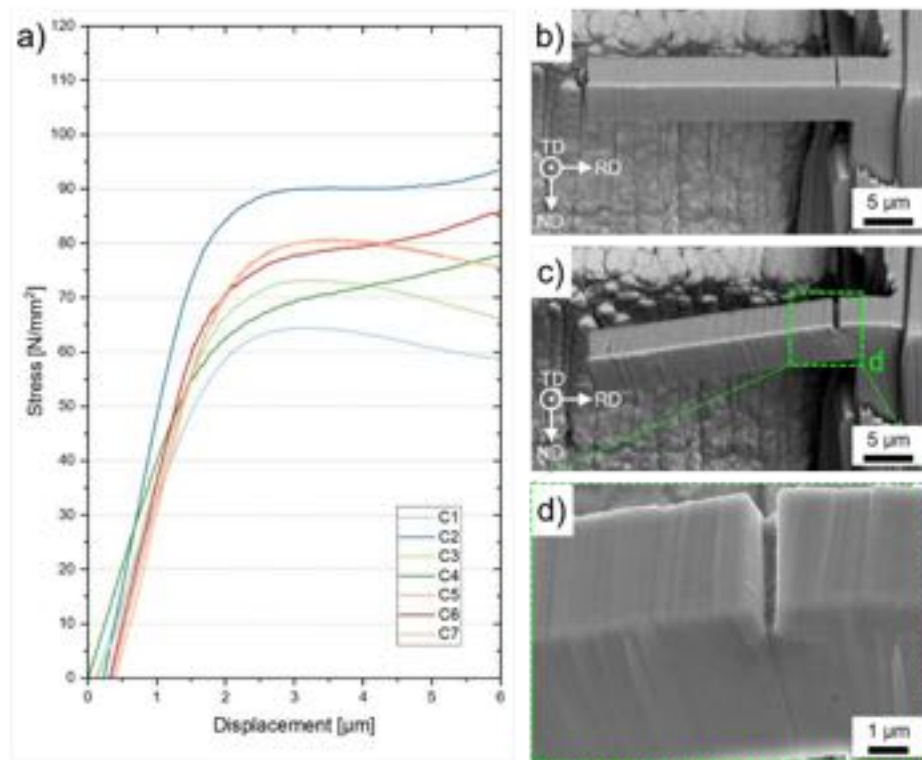 a)
120
110
100
90
80
70
60
50
40
30
20
10
0
Stress [N/mm²]
0 1 2 3 4 5 6
Displacement [µm]
C1
C2
C3
C4
C5
C6
C7
b)
TD
RD
ND
5 µm
c)
TD
RD
ND
d
5 µm
d)
1 µm